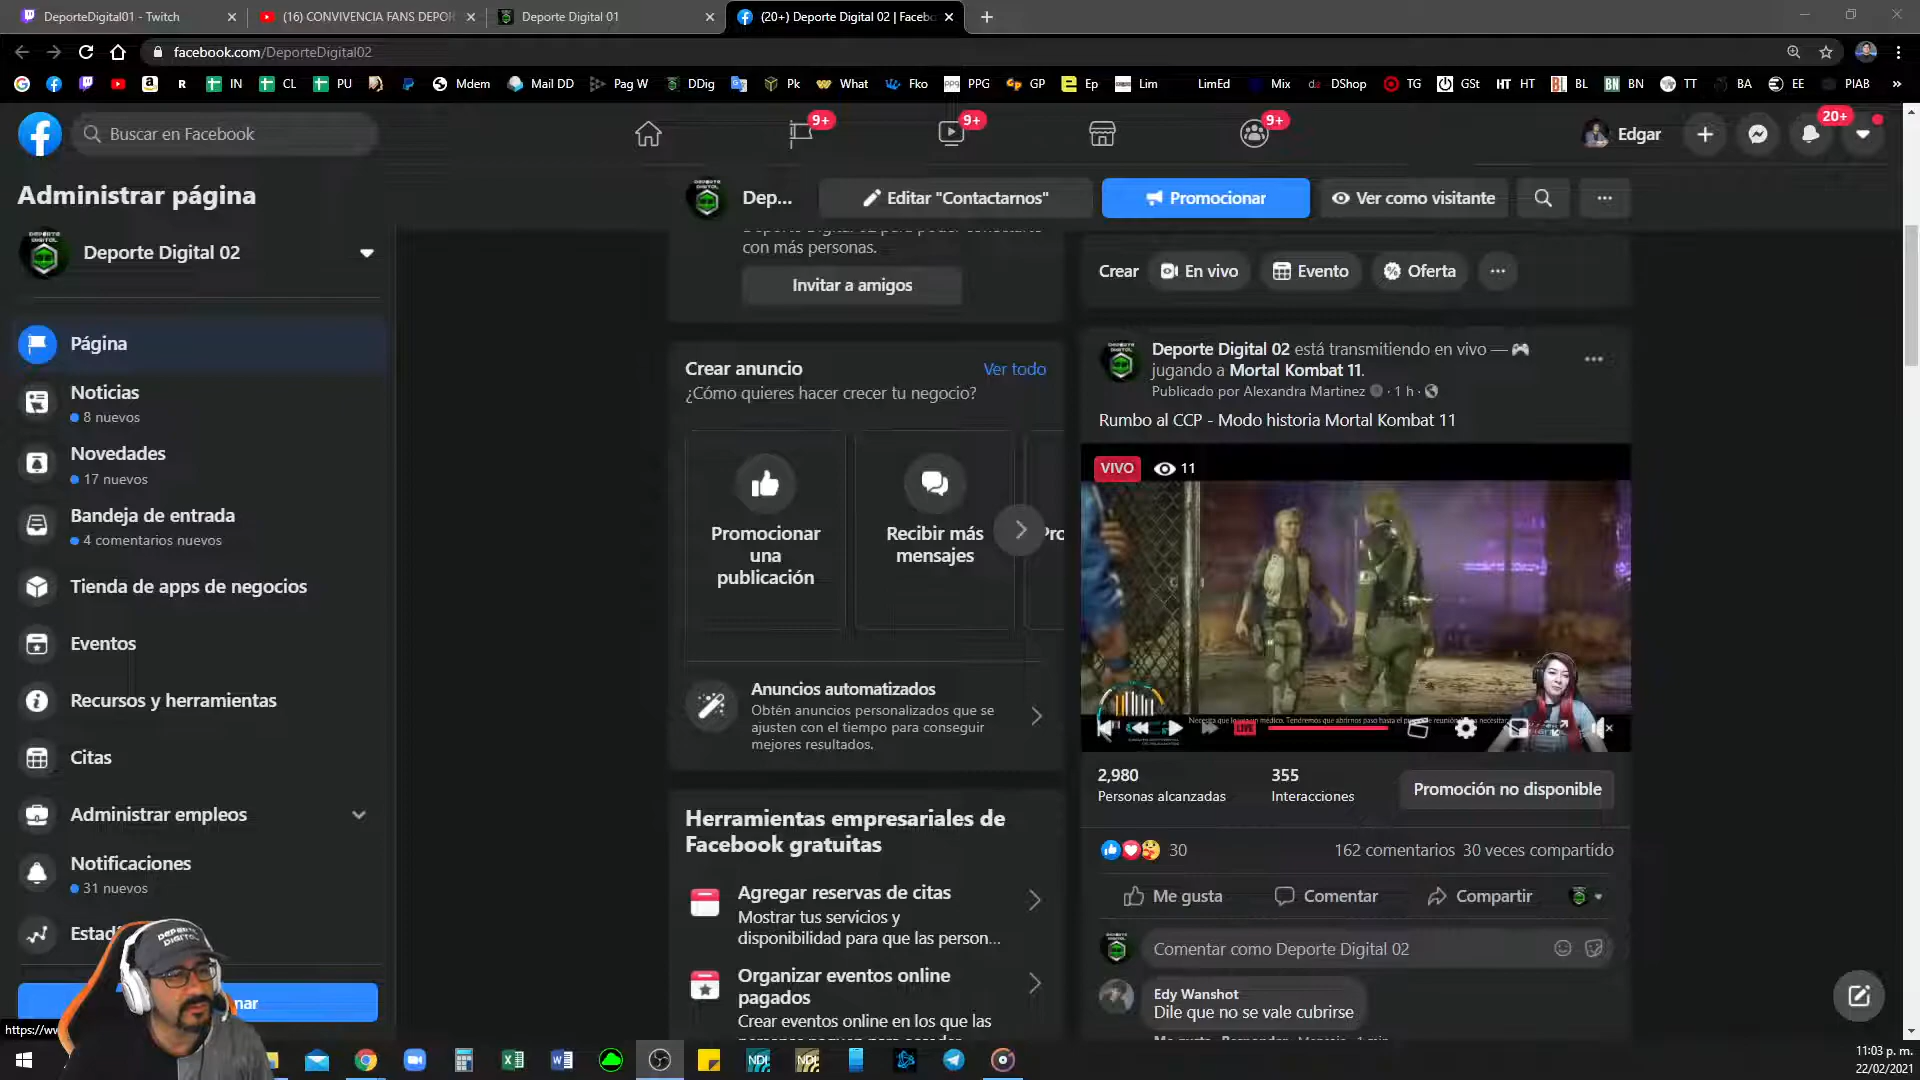 DeporteDigital01 - Twitch
(16) CONVIVENCIA FANS DEPOR
Deporte Digital 01
(20+) Deporte Digital 02 | Facebo
facebook.com/DeporteDigital02
R IN CL PU Mdem Mail DD Pag W DDig Pk What Fko PPG GP Ep Lim LimEd Mix DShop TG GSt HT BL BN TT BA EE PIAB »
Buscar en Facebook
9+
9+
9+
Edgar
20+
Administrar página
Deporte Digital 02
Página
Noticias
8 nuevos
Novedades
17 nuevos
Bandeja de entrada
4 comentarios nuevos
Tienda de apps de negocios
Eventos
Recursos y herramientas
Citas
Administrar empleos
Notificaciones
31 nuevos
Estad
nar
https://ww
Dep...
Editar "Contactarnos"
Promocionar
Ver como visitante
con más personas.
Invitar a amigos
Crear anuncio
Ver todo
¿Cómo quieres hacer crecer tu negocio?
Promocionar
una
publicación
Recibir más
mensajes
Pro
Anuncios automatizados
Obtén anuncios personalizados que se
ajusten con el tiempo para conseguir
mejores resultados.
Herramientas empresariales de
Facebook gratuitas
Agregar reservas de citas
Mostrar tus servicios y
disponibilidad para que las person...
Organizar eventos online
pagados
Crear eventos online en los que las
Crear
En vivo
Evento
Oferta
Deporte Digital 02 está transmitiendo en vivo —
jugando a Mortal Kombat 11.
Publicado por Alexandra Martinez · 1 h ·
Rumbo al CCP - Modo historia Mortal Kombat 11
VIVO
11
LIVE
2,980
Personas alcanzadas
355
Interacciones
Promoción no disponible
30
162 comentarios 30 veces compartido
Me gusta
Comentar
Compartir
Comentar como Deporte Digital 02
Edy Wanshot
Dile que no se vale cubrirse
DEPORTE
DIGITAL
NDI
NDI
11:03 p. m.
22/02/2021